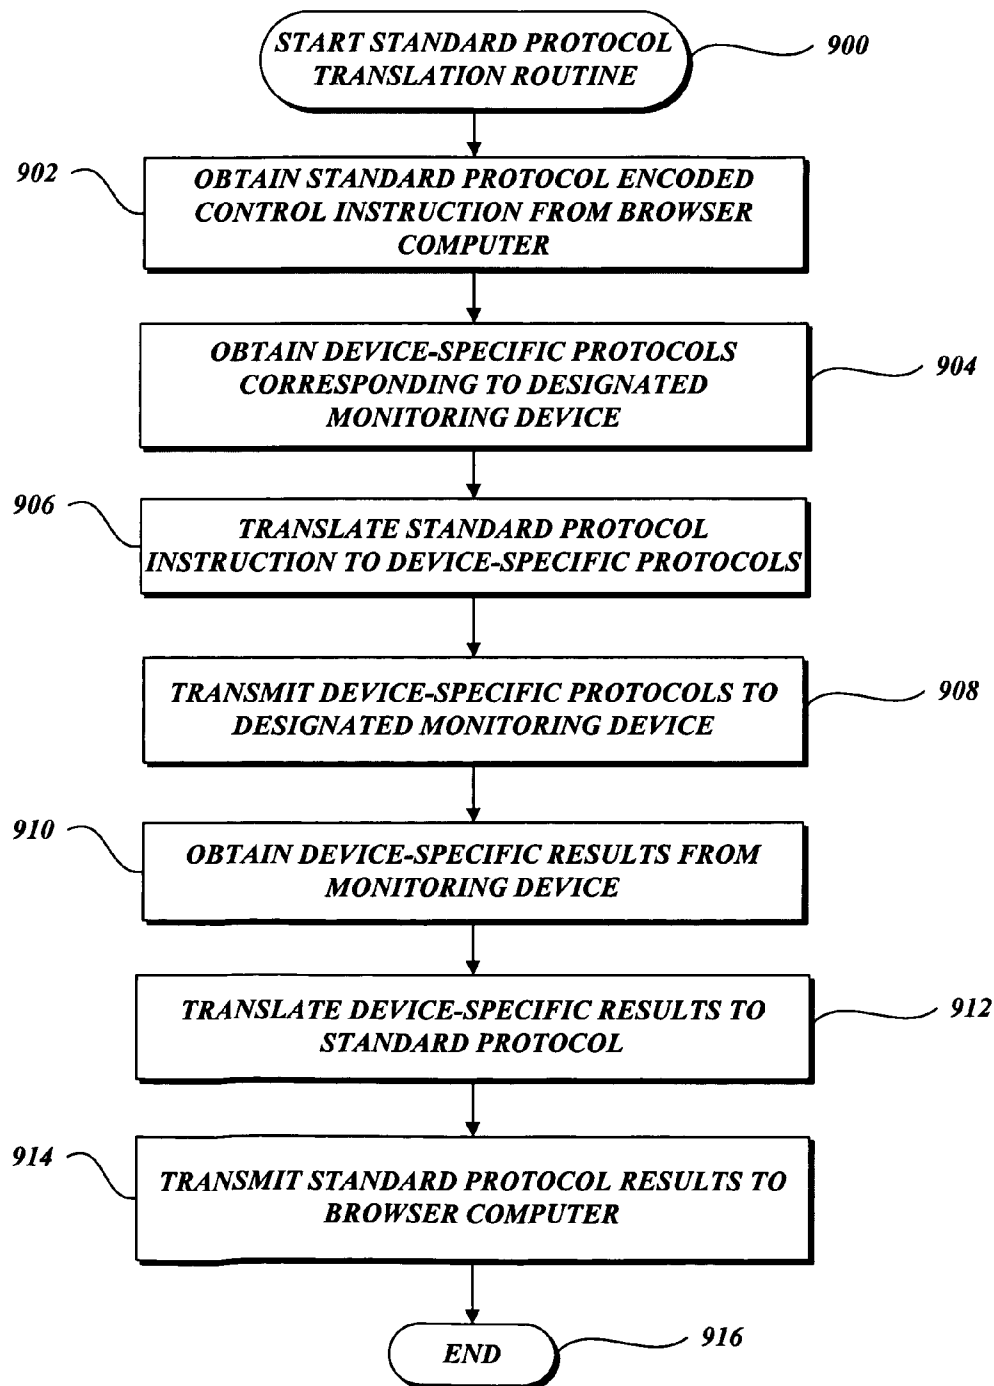 START STANDARD PROTOCOL
TRANSLATION ROUTINE
900
902
OBTAIN STANDARD PROTOCOL ENCODED
CONTROL INSTRUCTION FROM BROWSER
COMPUTER
OBTAIN DEVICE-SPECIFIC PROTOCOLS
CORRESPONDING TO DESIGNATED
MONITORING DEVICE
904
906
TRANSLATE STANDARD PROTOCOL
INSTRUCTION TO DEVICE-SPECIFIC PROTOCOLS
TRANSMIT DEVICE-SPECIFIC PROTOCOLS TO
DESIGNATED MONITORING DEVICE
908
910
OBTAIN DEVICE-SPECIFIC RESULTS FROM
MONITORING DEVICE
TRANSLATE DEVICE-SPECIFIC RESULTS TO
STANDARD PROTOCOL
912
914
TRANSMIT STANDARD PROTOCOL RESULTS TO
BROWSER COMPUTER
END
916